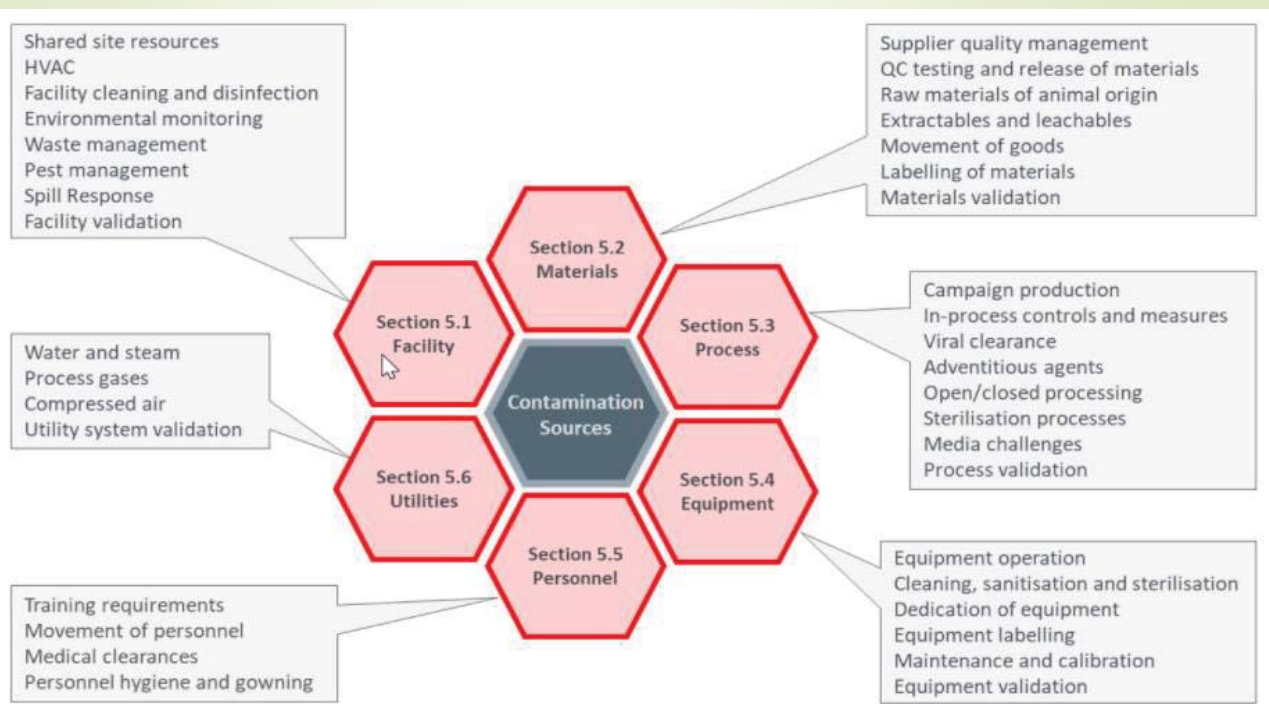 Shared site resources
HVAC
Facility cleaning and disinfection
Environmental monitoring
Waste management
Pest management
Spill Response
Facility validation
Supplier quality management
QC testing and release of materials
Raw materials of animal origin
Extractables and leachables
Movement of goods
Labelling of materials
Materials validation
Section 5.2
Materials
Section 5.1
Facility
Section 5.3
Process
Contamination
Sources
Section 5.6
Utilities
Section 5.4
Equipment
Section 5.5
Personnel
Water and steam
Process gases
Compressed air
Utility system validation
Campaign production
In-process controls and measures
Viral clearance
Adventitious agents
Open/closed processing
Sterilisation processes
Media challenges
Process validation
Training requirements
Movement of personnel
Medical clearances
Personnel hygiene and gowning
Equipment operation
Cleaning, sanitisation and sterilisation
Dedication of equipment
Equipment labelling
Maintenance and calibration
Equipment validation